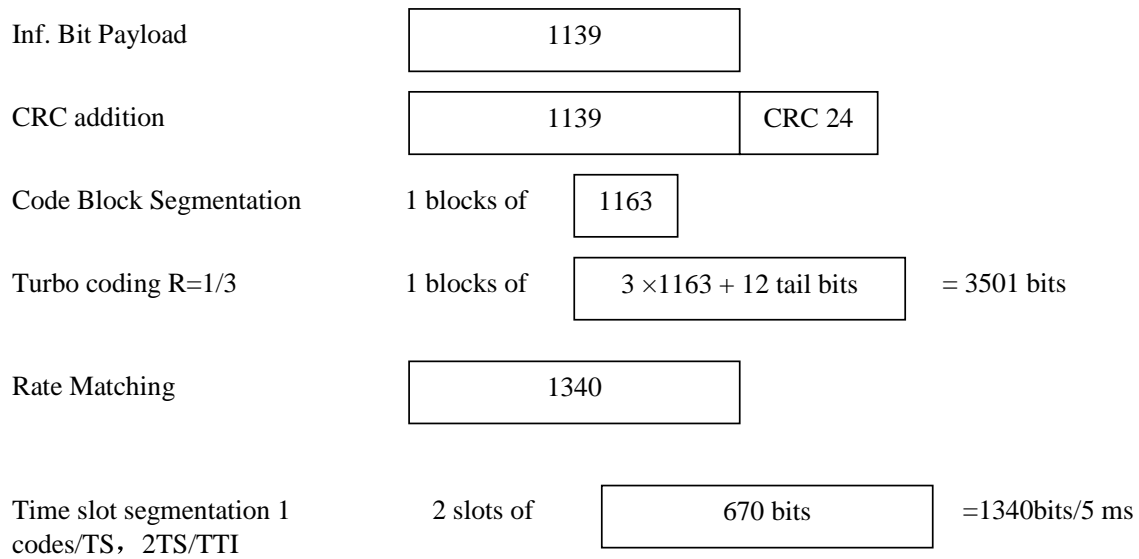 Inf. Bit Payload 1139
CRC addition 1139 CRC 24
Code Block Segmentation 1 blocks of 1163
Turbo coding R=1/3 1 blocks of 3 ×1163 + 12 tail bits = 3501 bits
Rate Matching 1340
Time slot segmentation 1 2 slots of 670 bits =1340bits/5 ms
codes/TS，2TS/TTI